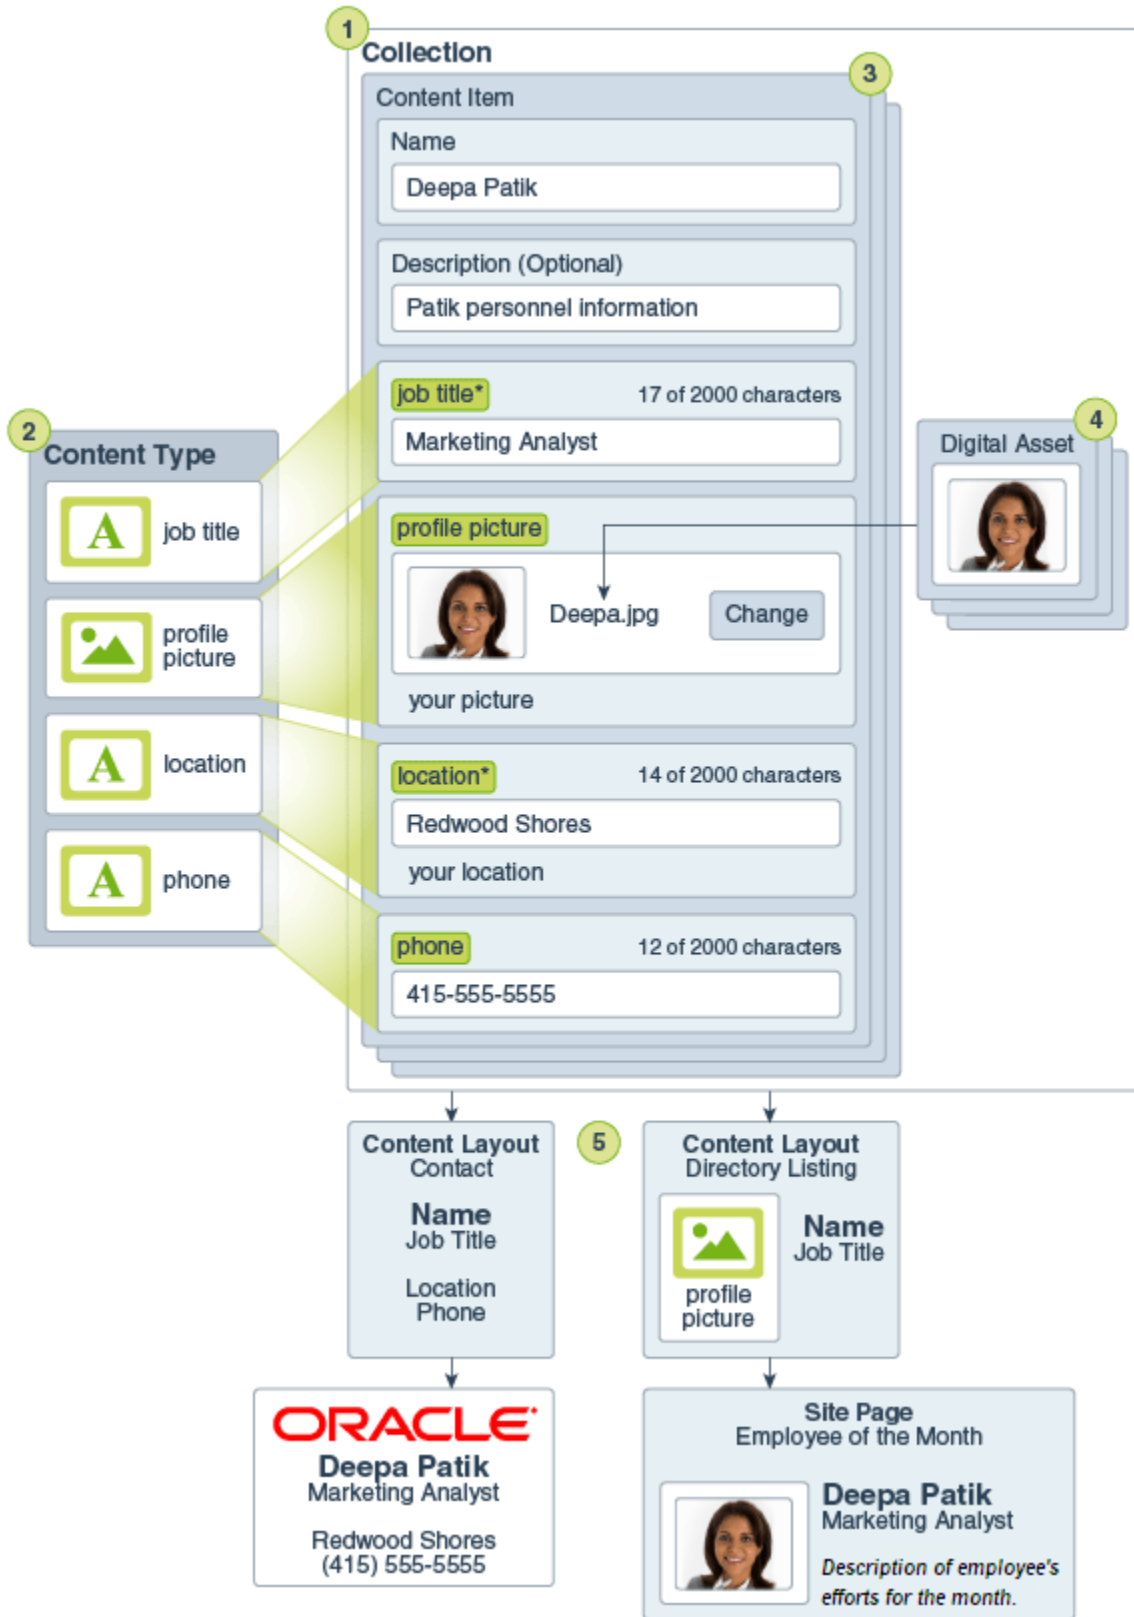 1
Collection
3
Content Item
Name
Deepa Patik
Description (Optional)
Patik personnel information
job title* 17 of 2000 characters
Marketing Analyst
2
Content Type
A job title
profile
picture
A location
A phone
4
Digital Asset
profile picture
Deepa.jpg Change
your picture
location* 14 of 2000 characters
Redwood Shores
your location
phone 12 of 2000 characters
415-555-5555
Content Layout
Contact
Name
Job Title
Location
Phone
5
Content Layout
Directory Listing
Name
Job Title
profile
picture
ORACLE
Deepa Patik
Marketing Analyst
Redwood Shores
(415) 555-5555
Site Page
Employee of the Month
Deepa Patik
Marketing Analyst
Description of employee's
efforts for the month.